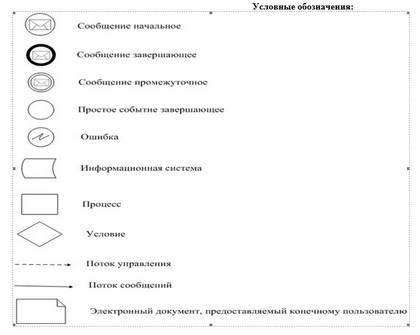 Условные обозначения:
Сообщение начальное
Сообщение завершающее
Сообщение промежуточное
Простое событие завершающее
Ошибка
Информационная система
Процесс
Условие
Поток управления
Поток сообщений
Электронный документ, предоставляемый конечному пользователю